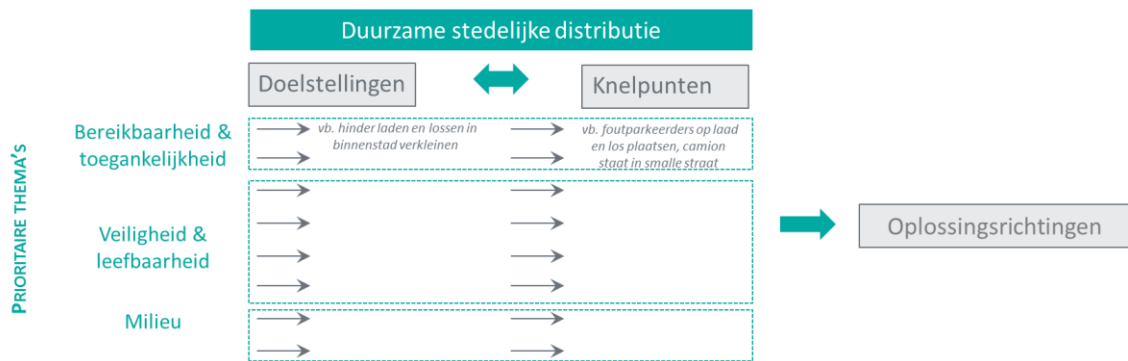 Duurzame stedelijke distributie
Doelstellingen
Knelpunten
PRIORITAIRE THEMA'S
Bereikbaarheid &
toegankelijkheid
vb. hinder laden en lossen in
binnenstad verkleinen
vb. foutparkeerders op laad
en los plaatsen, camion
staat in smalle straat
Veiligheid &
leefbaarheid
Milieu
Oplossingsrichtingen